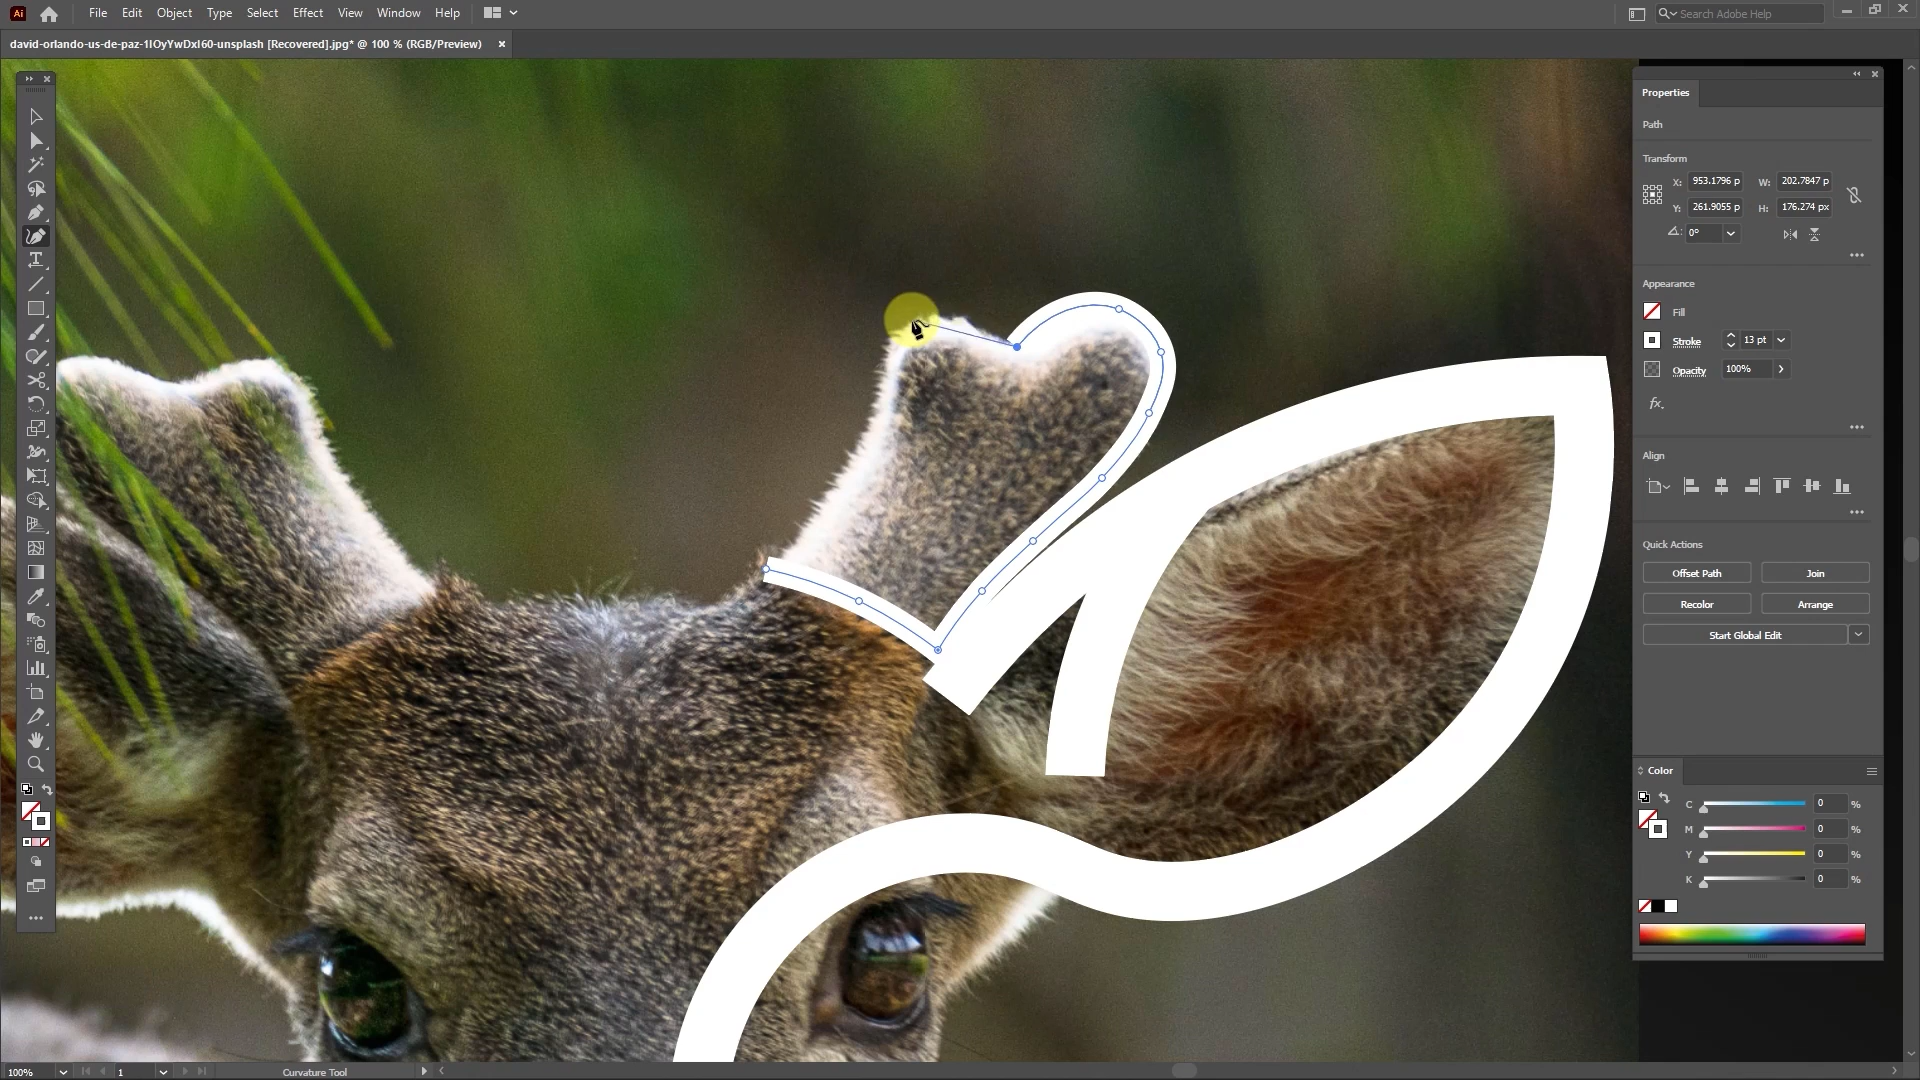 Ai File Edit Object Type Select Effect View Window Help Search Adobe Help
david-orlando-us-de-paz-1IOyYwDxI60-unsplash [Recovered].jpg* @ 100 % (RGB/Preview)
Properties
Path
Transform
X: 953.1796 p W: 202.7847 p
Y: 261.9055 p H: 176.274 px
0°
Appearance
Fill
Stroke 13 pt
Opacity 100%
fx.
Align
Quick Actions
Offset Path Join
Recolor Arrange
Start Global Edit
Color
C 0 %
M 0 %
Y 0 %
K 0 %
100% 1 Curvature Tool